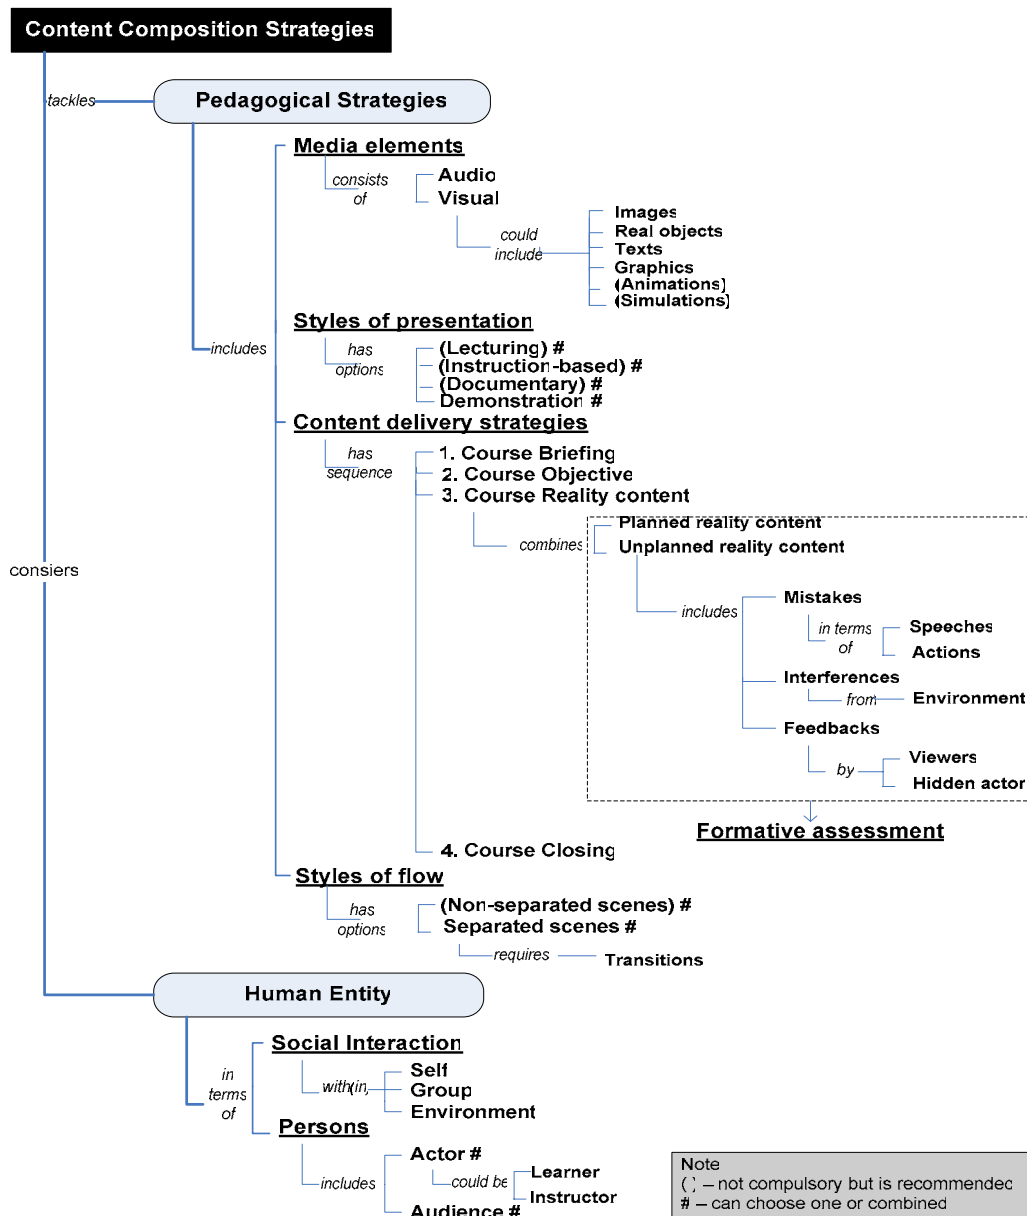 Content Composition Strategies
tackles
Pedagogical Strategies
Media elements
consists
of
Audio
Visual
could
include
Images
Real objects
Texts
Graphics
(Animations)
(Simulations)
includes
Styles of presentation
has
options
(Lecturing) #
(Instruction-based) #
(Documentary) #
Demonstration #
Content delivery strategies
has
sequence
1. Course Briefing
2. Course Objective
3. Course Reality content
combines
Planned reality content
Unplanned reality content
includes
Mistakes
in terms
of
Speeches
Actions
Interferences
from
Environment
Feedbacks
by
Viewers
Hidden actor
Formative assessment
4. Course Closing
Styles of flow
has
options
(Non-separated scenes) #
Separated scenes #
requires
Transitions
consiers
Human Entity
in
terms
of
Social Interaction
with(in)
Self
Group
Environment
Persons
includes
Actor #
could be
Learner
Instructor
Audience #
Note
( ) – not compulsory but is recommended
# – can choose one or combined